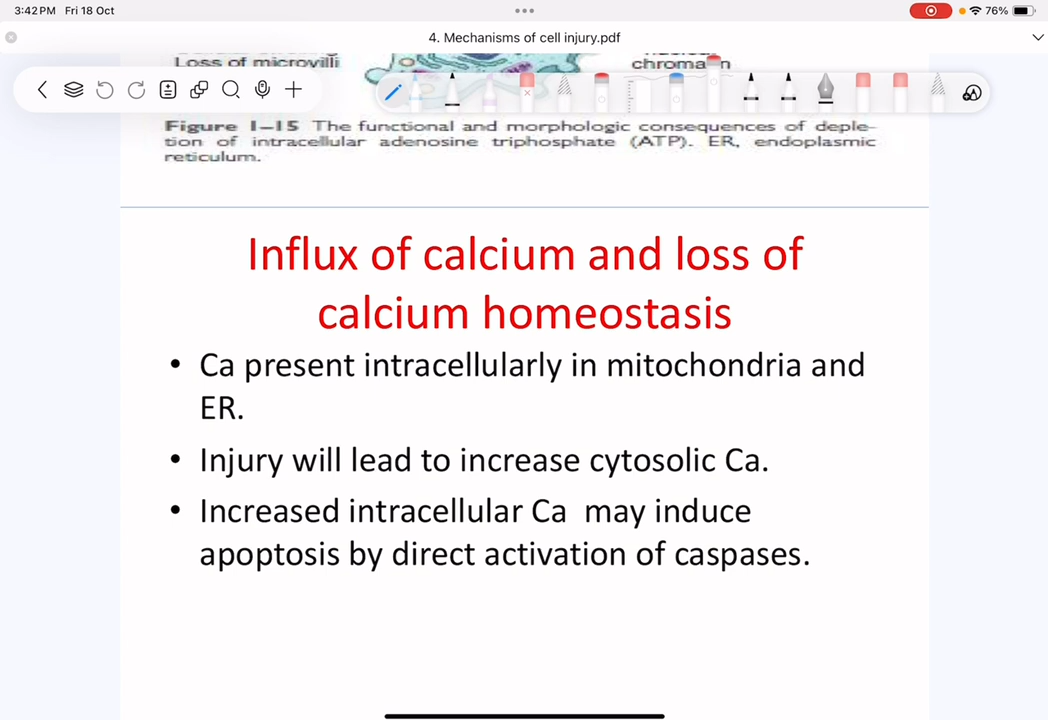 3:42 PM Fri 18 Oct
76%
4. Mechanisms of cell injury.pdf
Loss of microvilli
Figure 1–15 The functional and morphologic consequences of deple-
tion of intracellular adenosine triphosphate (ATP). ER, endoplasmic
reticulum.
Influx of calcium and loss of
calcium homeostasis
• Ca present intracellularly in mitochondria and
ER.
• Injury will lead to increase cytosolic Ca.
• Increased intracellular Ca may induce
apoptosis by direct activation of caspases.